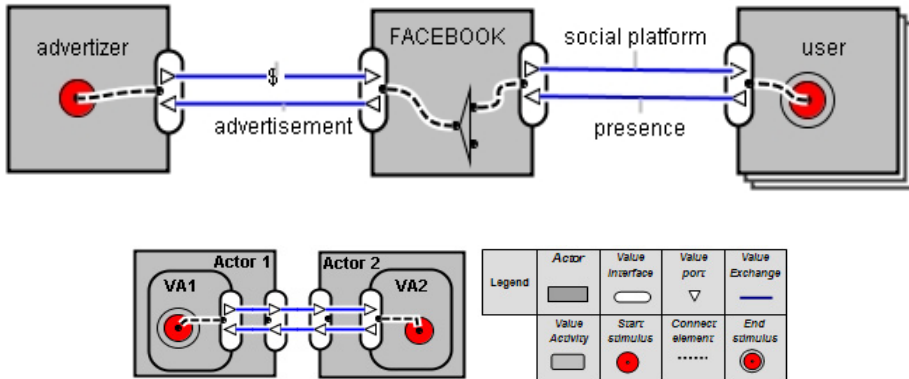 advertizer
FACEBOOK
social platform
user
$
advertisement
presence
Actor 1
Actor 2
VA1
VA2
Legend
Actor
Value
Interface
Value
port
Value
Exchange
Value
Activity
Start
stimulus
Connect
element
End
stimulus